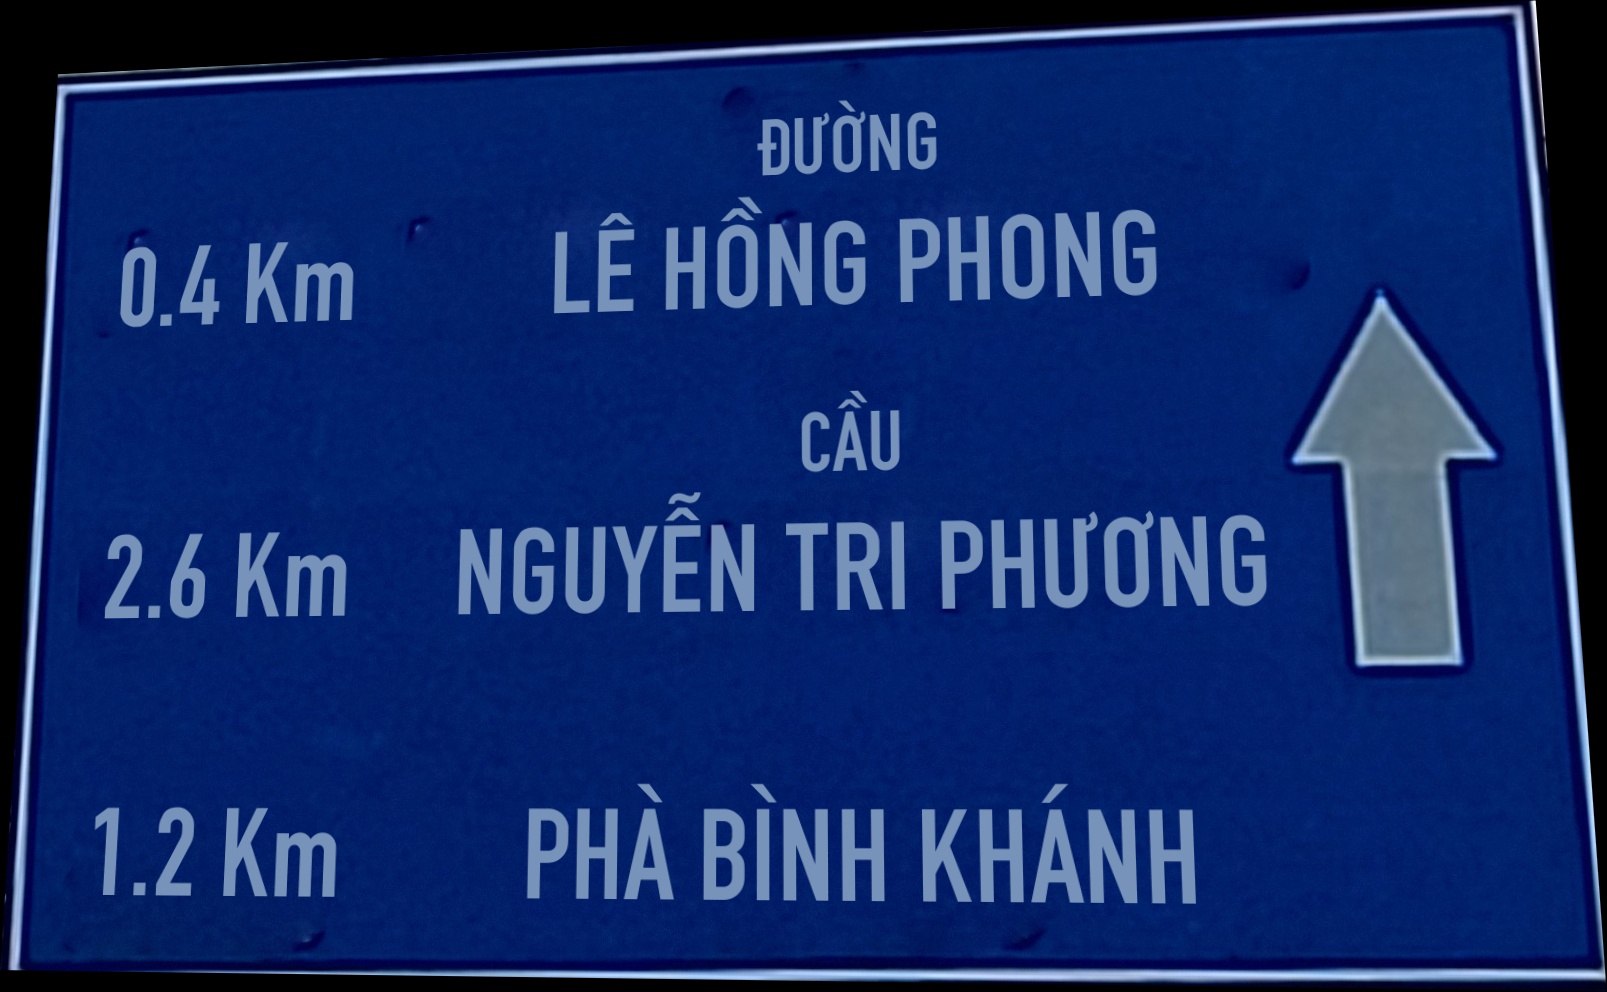 ĐƯỜNG
0.4 Km LÊ HỒNG PHONG
CẦU
2.6 Km NGUYỄN TRI PHƯƠNG
1.2 Km PHÀ BÌNH KHÁNH